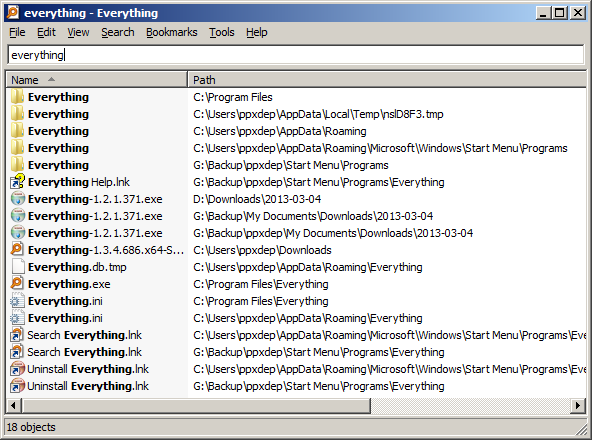 everything - Everything
File Edit View Search Bookmarks Tools Help
everything
Name Path
Everything C:\Program Files
Everything C:\Users\ppxdep\AppData\Local\Temp\nslD8F3.tmp
Everything C:\Users\ppxdep\AppData\Roaming
Everything C:\Users\ppxdep\AppData\Roaming\Microsoft\Windows\Start Menu\Programs
Everything G:\Backup\ppxdep\Start Menu\Programs
Everything Help.lnk G:\Backup\ppxdep\Start Menu\Programs\Everything
Everything-1.2.1.371.exe D:\Downloads\2013-03-04
Everything-1.2.1.371.exe G:\Backup\My Documents\Downloads\2013-03-04
Everything-1.2.1.371.exe G:\Backup\ppxdep\My Documents\Downloads\2013-03-04
Everything-1.3.4.686.x64-S... C:\Users\ppxdep\Downloads
Everything.db.tmp C:\Users\ppxdep\AppData\Roaming\Everything
Everything.exe C:\Program Files\Everything
Everything.ini C:\Program Files\Everything
Everything.ini C:\Users\ppxdep\AppData\Roaming\Everything
Search Everything.lnk C:\Users\ppxdep\AppData\Roaming\Microsoft\Windows\Start Menu\Programs\Eve
Search Everything.lnk G:\Backup\ppxdep\Start Menu\Programs\Everything
Uninstall Everything.lnk C:\Users\ppxdep\AppData\Roaming\Microsoft\Windows\Start Menu\Programs\Eve
Uninstall Everything.lnk G:\Backup\ppxdep\Start Menu\Programs\Everything
18 objects